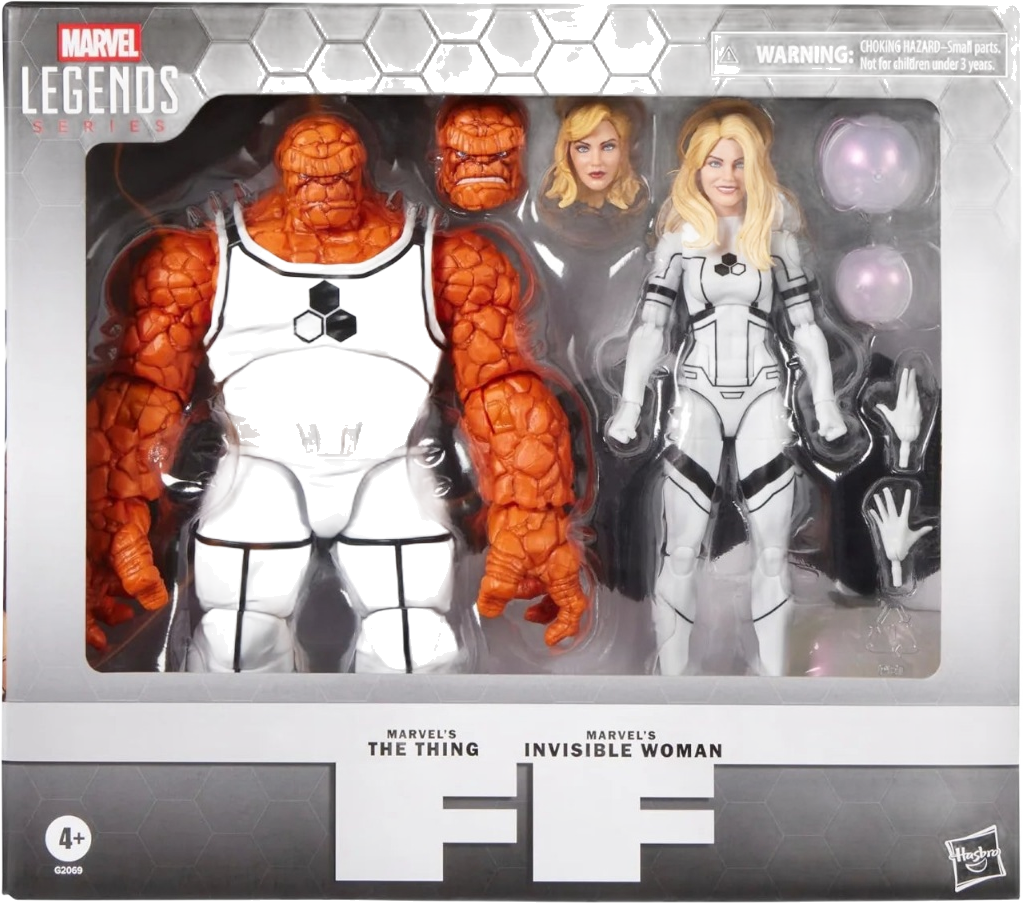 MARVEL
LEGENDS
SERIES
WARNING: CHOKING HAZARD–Small parts.
Not for children under 3 years.
MARVEL'S
THE THING
MARVEL'S
INVISIBLE WOMAN
FF
4+
G2069
Hasbro